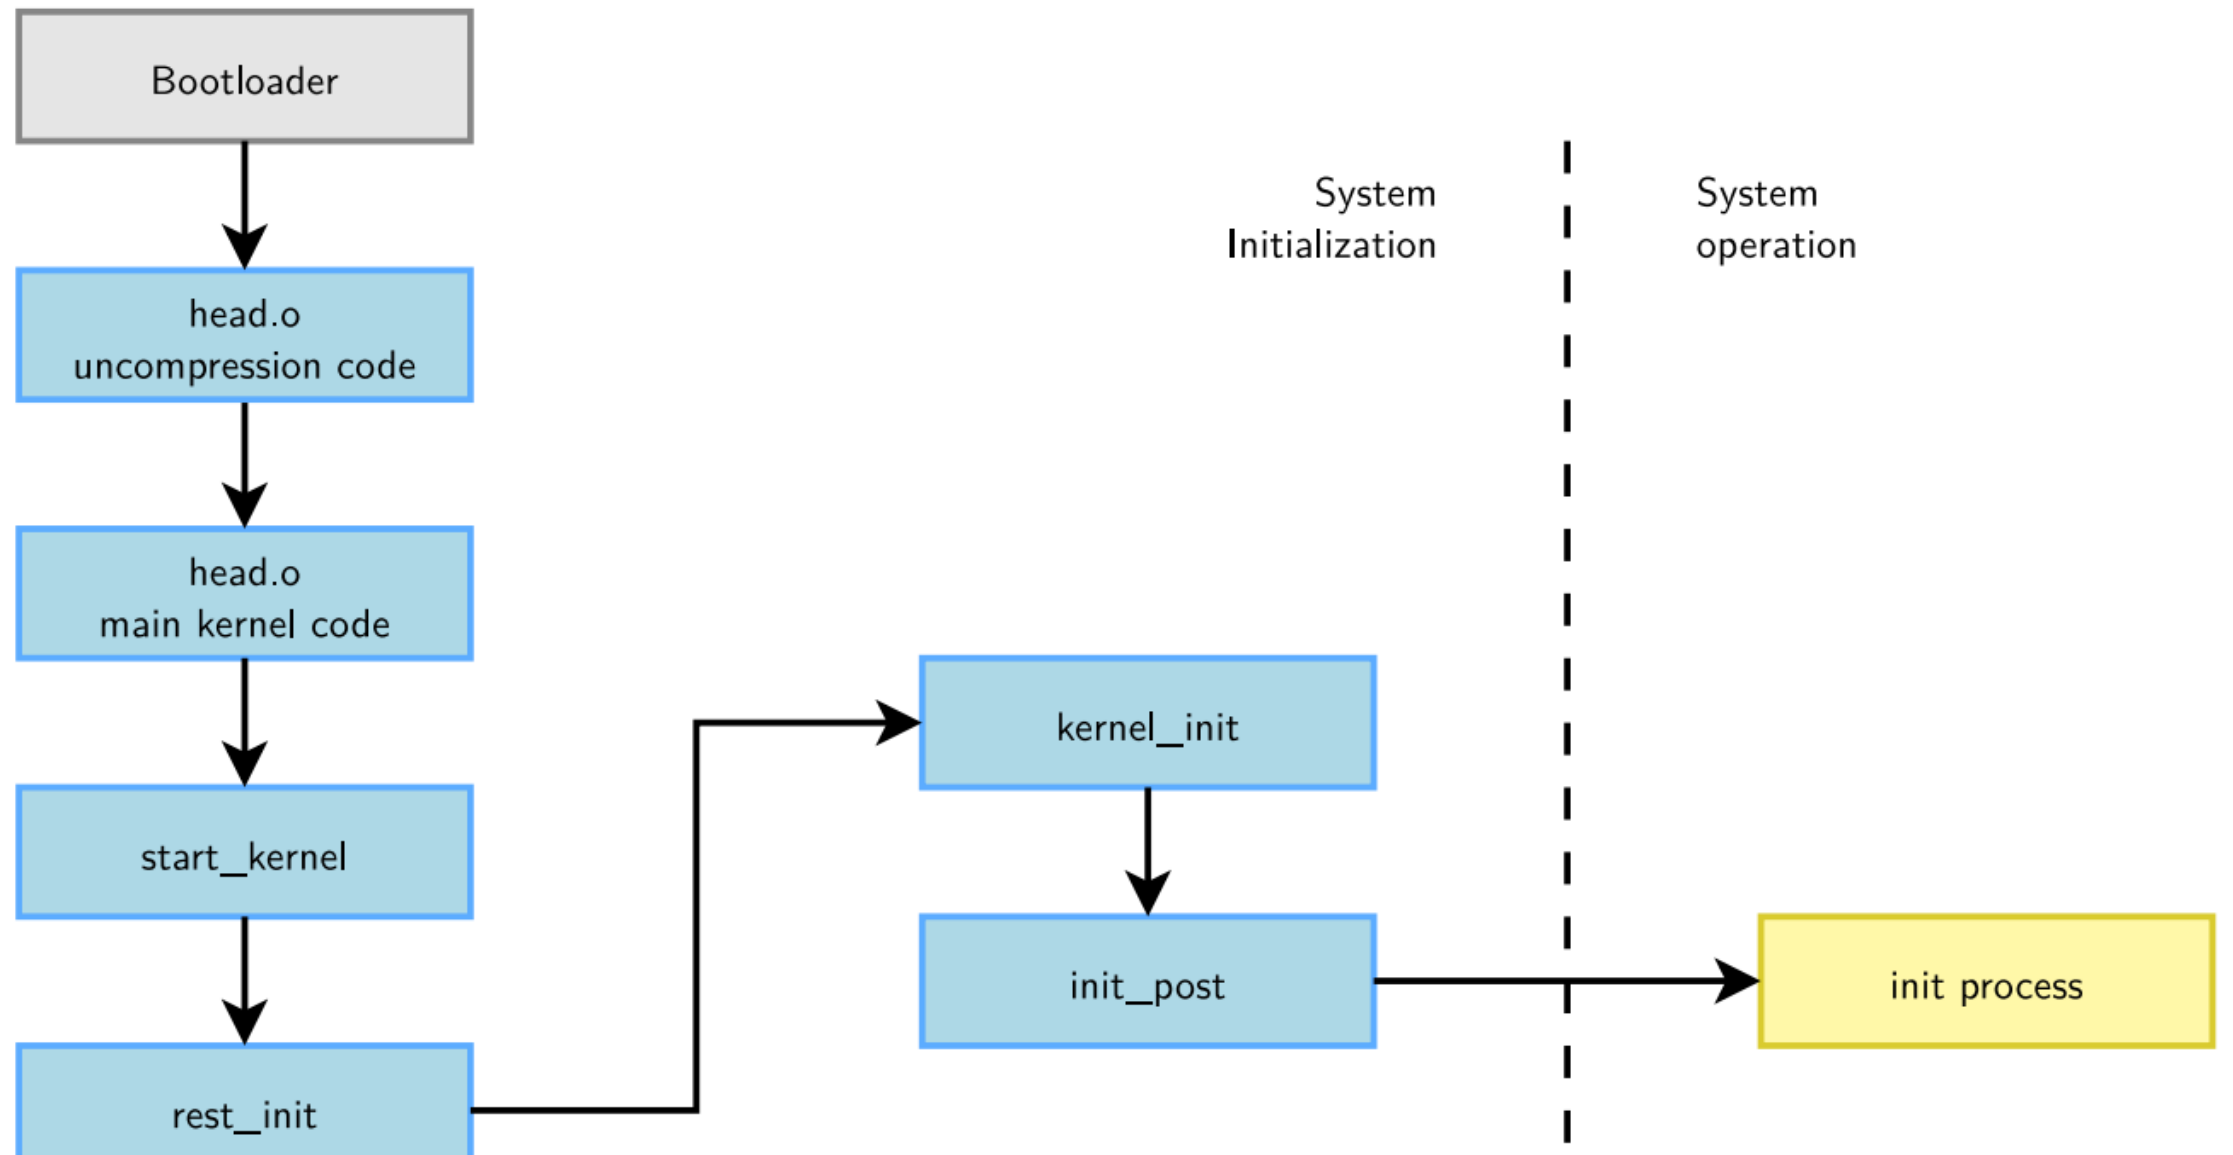 Bootloader
System
Initialization
System
operation
head.o
uncompression code
head.o
main kernel code
kernel_init
start_kernel
init_post
init process
rest_init